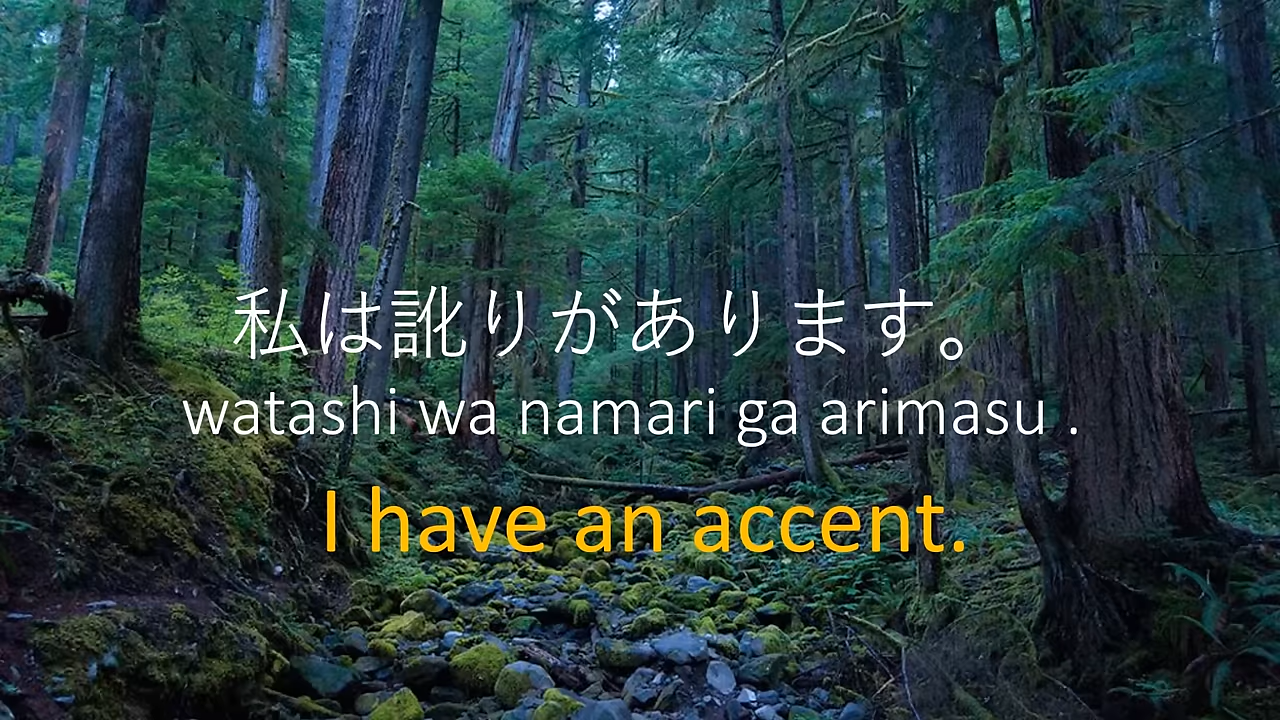 私は訛りがあります。
watashi wa namari ga arimasu .
I have an accent.